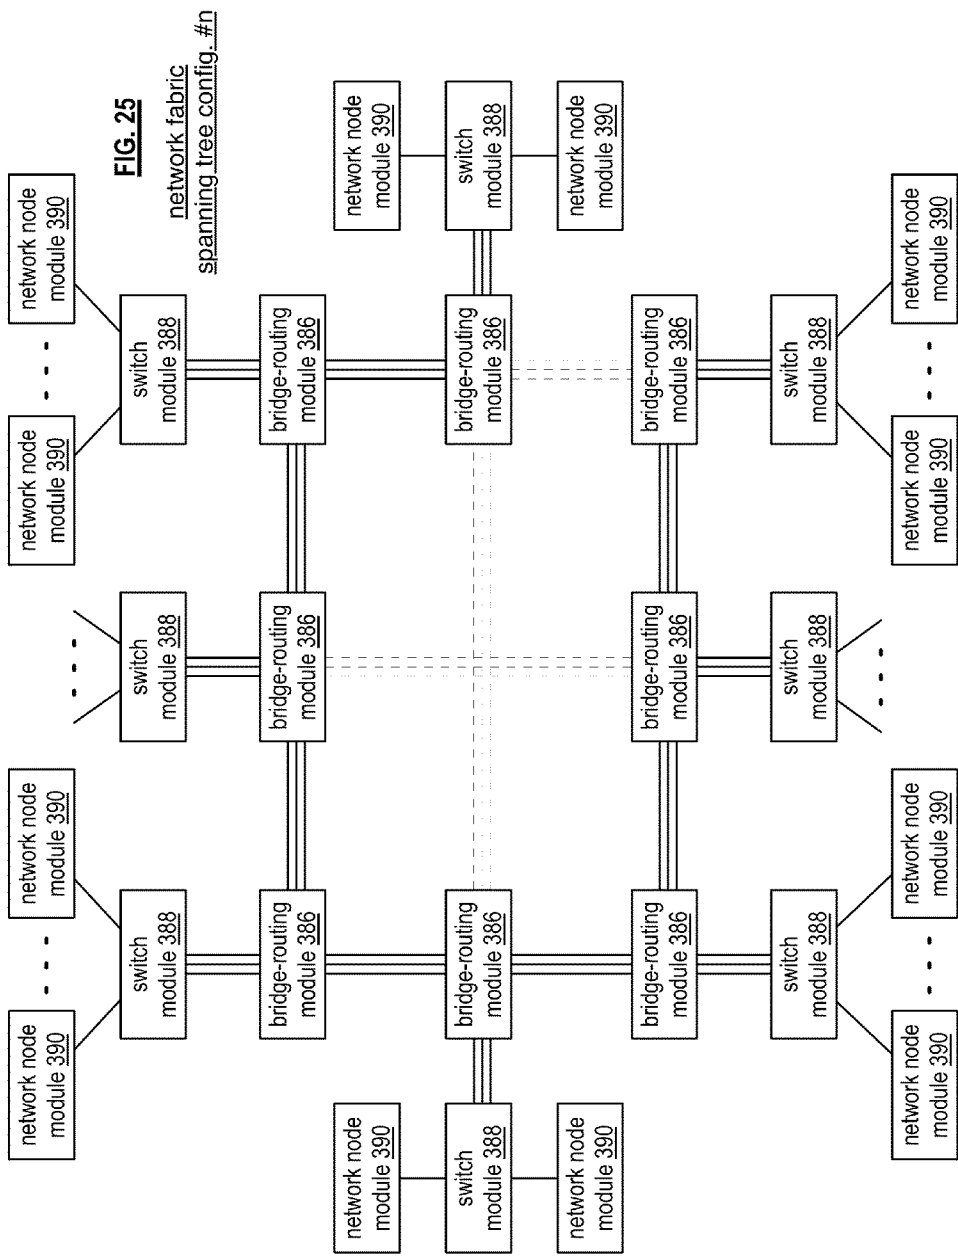 network node
module 390
network node
module 390
network node
module 390
network node
module 390
FIG. 25
network fabric
spanning tree config. #n
switch
module 388
switch
module 388
switch
module 388
bridge-routing
module 386
bridge-routing
module 386
bridge-routing
module 386
network node
module 390
network node
module 390
switch
module 388
bridge-routing
module 386
bridge-routing
module 386
switch
module 388
network node
module 390
network node
module 390
bridge-routing
module 386
bridge-routing
module 386
bridge-routing
module 386
switch
module 388
switch
module 388
switch
module 388
network node
module 390
network node
module 390
network node
module 390
network node
module 390